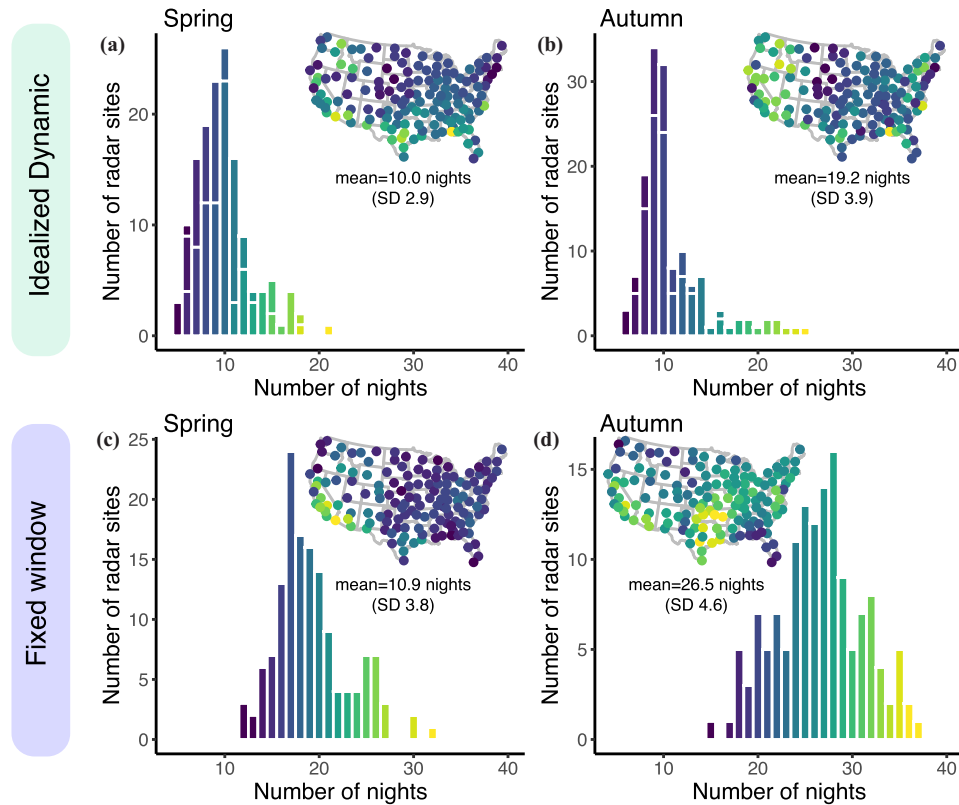 Idealized Dynamic
Spring
(a)
Number of radar sites
20
10
0
mean=10.0 nights
(SD 2.9)
10
20
30
40
Number of nights
Autumn
(b)
Number of radar sites
30
20
10
0
mean=19.2 nights
(SD 3.9)
10
20
30
40
Number of nights
Fixed window
Spring
(c)
Number of radar sites
25
20
15
10
5
0
mean=10.9 nights
(SD 3.8)
10
20
30
40
Number of nights
Autumn
(d)
Number of radar sites
15
10
5
0
mean=26.5 nights
(SD 4.6)
10
20
30
40
Number of nights